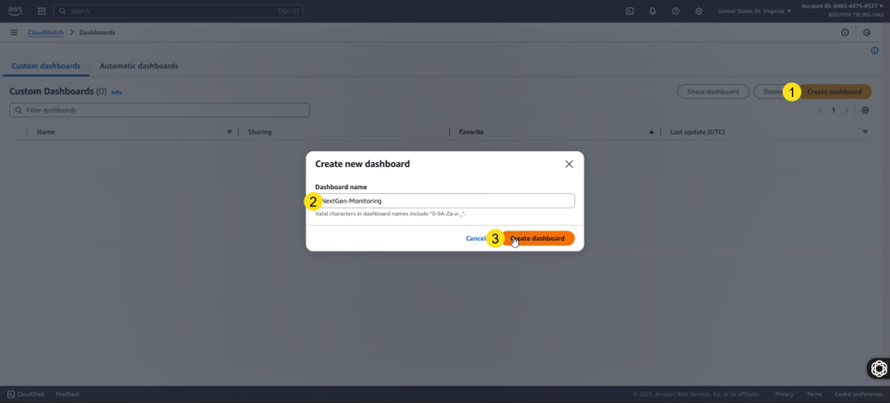 aws
Search
[Alt+S]
United States (N. Virginia)
Account ID: 0482-4475-0537
NGUYEN TRUNG HAU
CloudWatch > Dashboards
Custom dashboards
Automatic dashboards
Custom Dashboards (0) Info
Share dashboard
Delete
1
Create dashboard
Filter dashboards
1
Name
Sharing
Favorite
Last update (UTC)
Create new dashboard
Dashboard name
2
NextGen-Monitoring
Valid characters in dashboard names include "0-9A-Za-z-_".
Cancel
3
Create dashboard
CloudShell
Feedback
© 2025, Amazon Web Services, Inc. or its affiliates.
Privacy
Terms
Cookie preferences